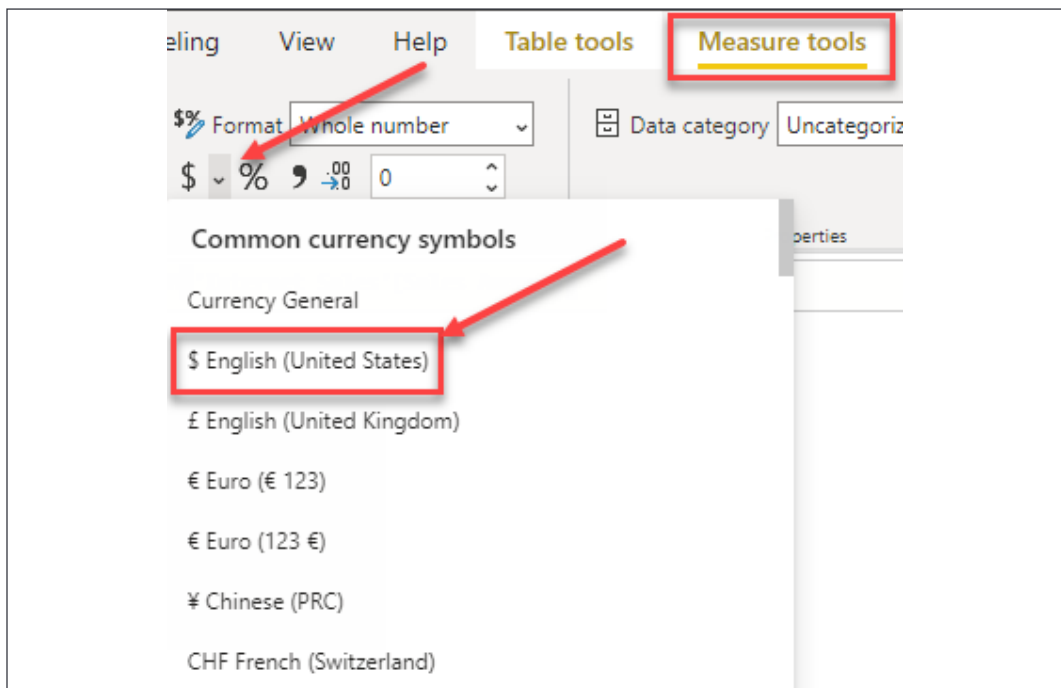 eling View Help Table tools Measure tools
$% Format Whole number Data category Uncategoriz
$ % , .00 →.0 0
Common currency symbols perties
Currency General
$ English (United States)
£ English (United Kingdom)
€ Euro (€ 123)
€ Euro (123 €)
¥ Chinese (PRC)
CHF French (Switzerland)